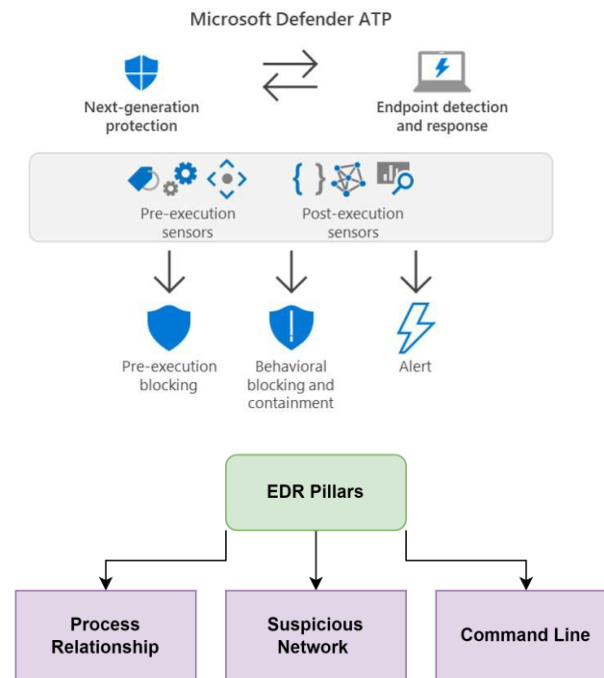 Microsoft Defender ATP
Next-generation
protection
Endpoint detection
and response
Pre-execution
sensors
Post-execution
sensors
Pre-execution
blocking
Behavioral
blocking and
containment
Alert
EDR Pillars
Process
Relationship
Suspicious
Network
Command Line